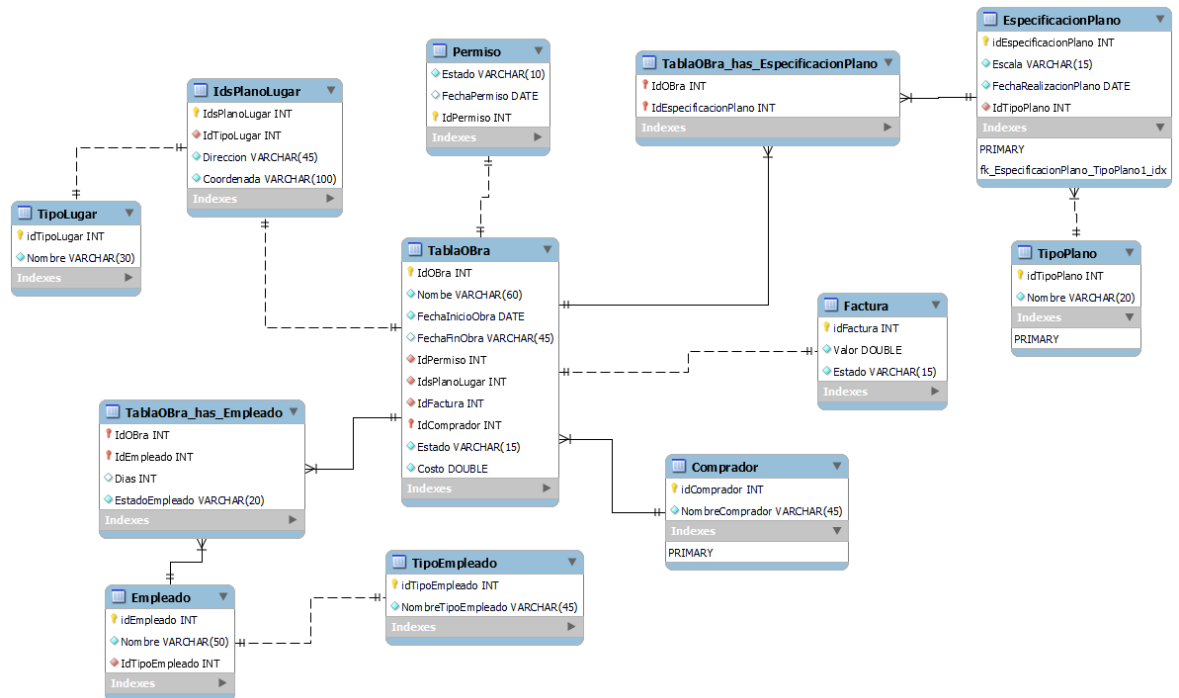 EspecificacionPlano
idEspecificacionPlano INT
Escala VARCHAR(15)
FechaRealizacionPlano DATE
IdTipoPlano INT
Indexes
PRIMARY
fk_EspecificacionPlano_TipoPlano1_idx
Permiso
Estado VARCHAR(10)
FechaPermiso DATE
IdPermiso INT
Indexes
TablaOBra_has_EspecificacionPlano
IdOBra INT
IdEspecificacionPlano INT
Indexes
IdsPlanoLugar
IdsPlanoLugar INT
IdTipoLugar INT
Direccion VARCHAR(45)
Coordenada VARCHAR(100)
Indexes
TipoLugar
idTipoLugar INT
Nombre VARCHAR(30)
Indexes
TablaOBra
IdOBra INT
Nombe VARCHAR(60)
FechaInicioObra DATE
FechaFinObra VARCHAR(45)
IdPermiso INT
IdsPlanoLugar INT
IdFactura INT
IdComprador INT
Estado VARCHAR(15)
Costo DOUBLE
Indexes
TipoPlano
idTipoPlano INT
Nombre VARCHAR(20)
Indexes
PRIMARY
Factura
idFactura INT
Valor DOUBLE
Estado VARCHAR(15)
Indexes
TablaOBra_has_Empleado
IdOBra INT
IdEmpleado INT
Dias INT
EstadoEmpleado VARCHAR(20)
Indexes
Comprador
idComprador INT
NombreComprador VARCHAR(45)
Indexes
PRIMARY
TipoEmpleado
idTipoEmpleado INT
NombreTipoEmpleado VARCHAR(45)
Indexes
Empleado
idEmpleado INT
Nombre VARCHAR(50)
IdTipoEmpleado INT
Indexes